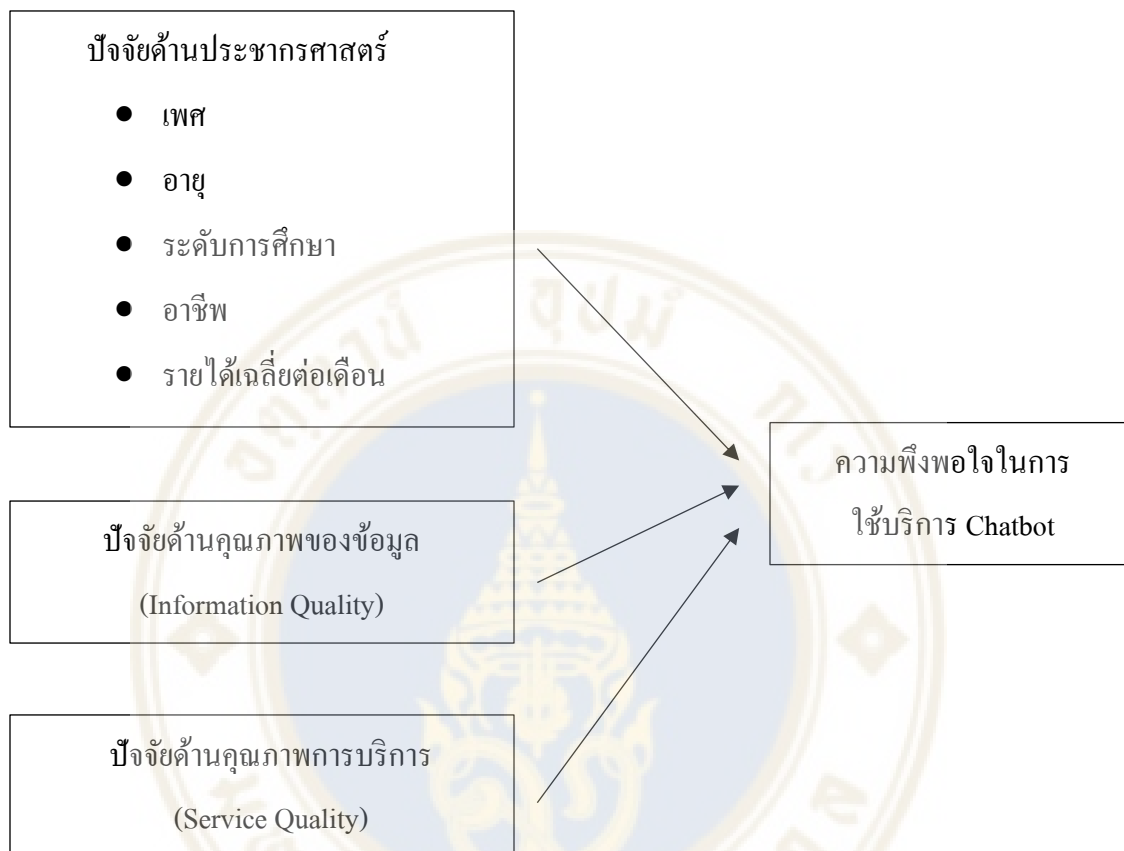 ปัจจัยด้านประชากรศาสตร์
● เพศ
● อายุ
● ระดับการศึกษา
● อาชีพ
● รายได้เฉลี่ยต่อเดือน
ความพึงพอใจในการ
ใช้บริการ Chatbot
ปัจจัยด้านคุณภาพของข้อมูล
(Information Quality)
ปัจจัยด้านคุณภาพการบริการ
(Service Quality)